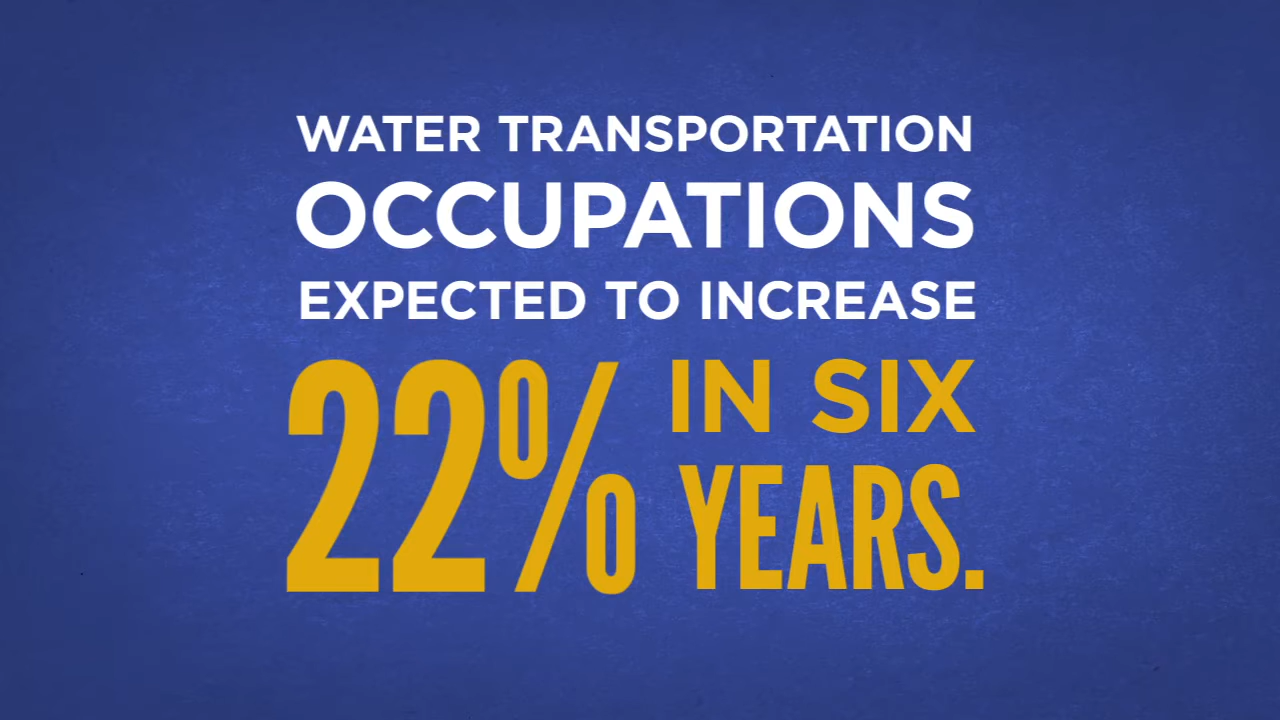 WATER TRANSPORTATION
OCCUPATIONS
EXPECTED TO INCREASE
22% IN SIX
YEARS.